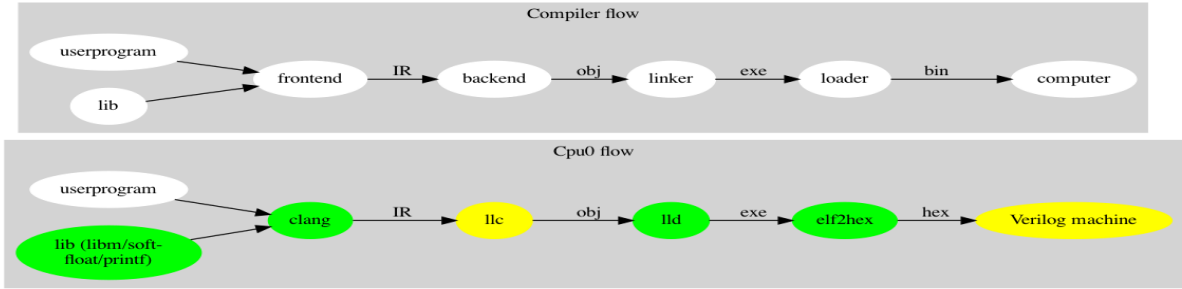 Compiler flow
userprogram
lib
frontend
IR
backend
obj
linker
exe
loader
bin
computer
Cpu0 flow
userprogram
lib (libm/soft-
float/printf)
clang
IR
llc
obj
lld
exe
elf2hex
hex
Verilog machine